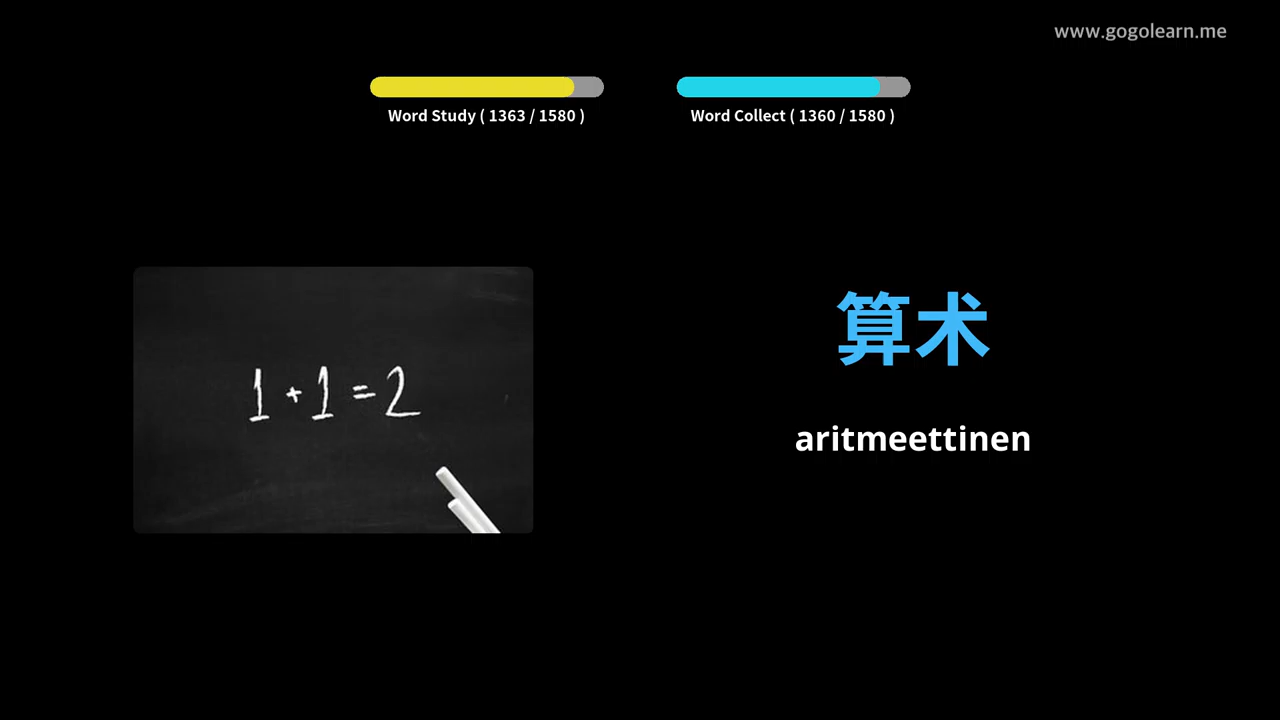 www.gogolearn.me
Word Study ( 1363 / 1580 )
Word Collect ( 1360 / 1580 )
1 + 1 = 2
算术
aritmeettinen